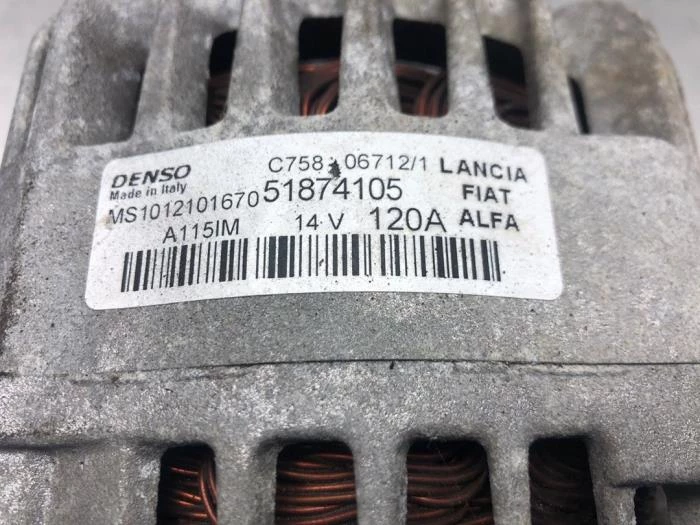 DENSO C758 06712/1 LANCIA
Made in Italy
MS1012101670 51874105 FIAT
A115IM 14 V 120A ALFA